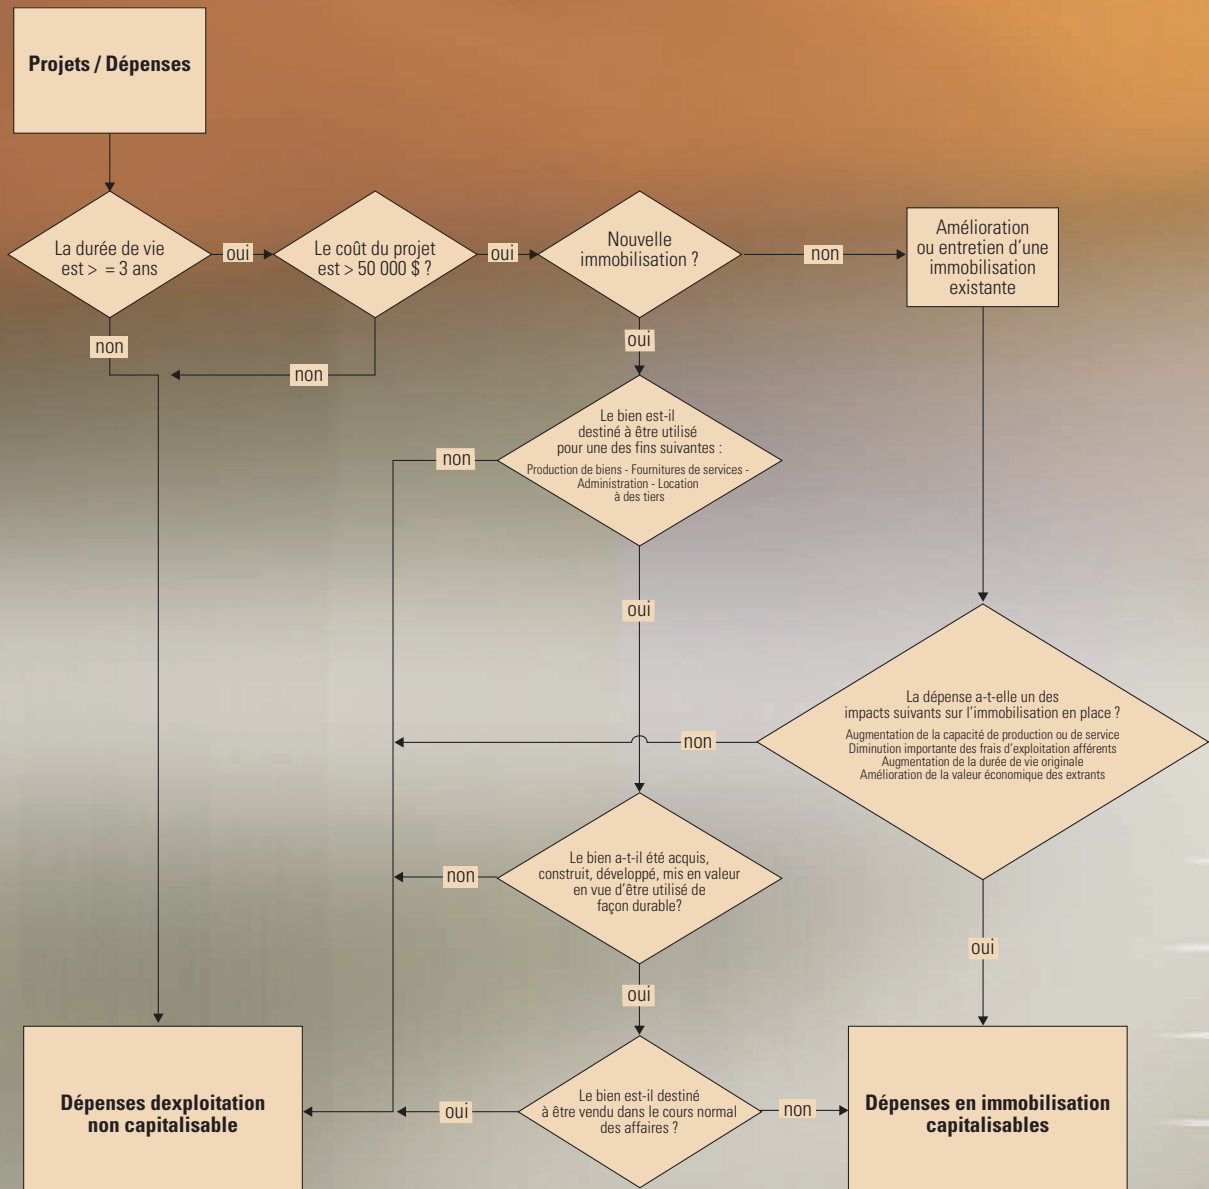 Projets / Dépenses
La durée de vie
est > = 3 ans
oui
Le coût du projet
est > 50 000 $ ?
oui
Nouvelle
immobilisation ?
non
Amélioration
ou entretien d'une
immobilisation
existante
non
non
oui
Le bien est-il
destiné à être utilisé
pour une des fins suivantes :
Production de biens - Fournitures de services -
Administration - Location
à des tiers
non
oui
La dépense a-t-elle un des
impacts suivants sur l'immobilisation en place ?
Augmentation de la capacité de production ou de service
Diminution importante des frais d'exploitation afférents
Augmentation de la durée de vie originale
Amélioration de la valeur économique des extrants
non
Le bien a-t-il été acquis,
construit, développé, mis en valeur
en vue d'être utilisé de
façon durable?
non
oui
oui
Dépenses dexploitation
non capitalisable
oui
Le bien est-il destiné
à être vendu dans le cours normal
des affaires ?
non
Dépenses en immobilisation
capitalisables